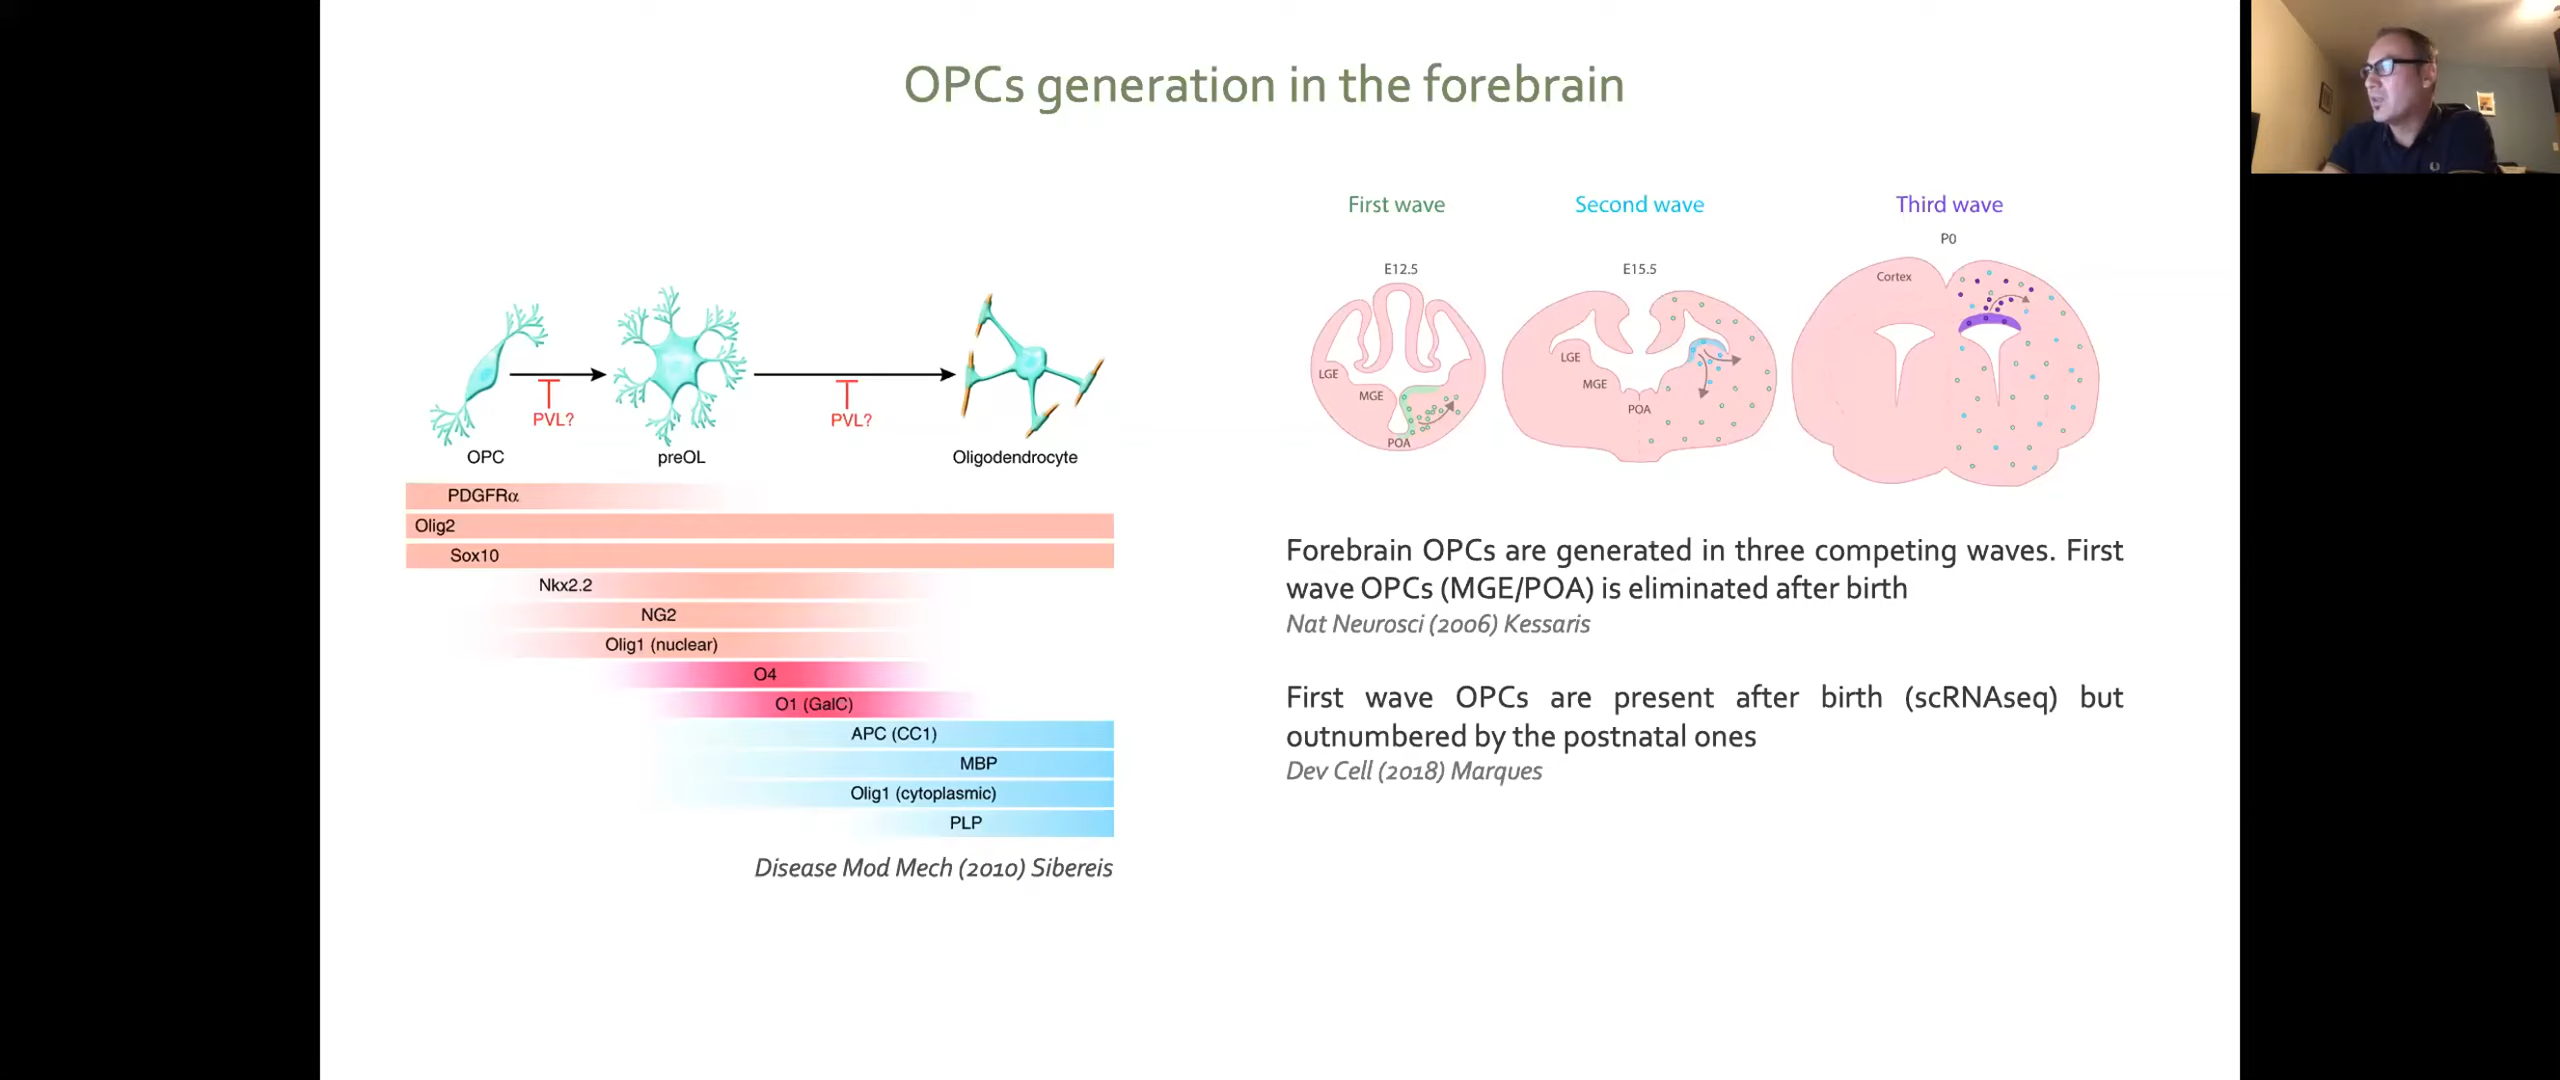 OPCs generation in the forebrain
PVL?
PVL?
OPC
preOL
Oligodendrocyte
PDGFRα
Olig2
Sox10
Nkx2.2
NG2
Olig1 (nuclear)
O4
O1 (GalC)
APC (CC1)
MBP
Olig1 (cytoplasmic)
PLP
Disease Mod Mech (2010) Sibereis
First wave
Second wave
Third wave
E12.5
E15.5
P0
LGE
MGE
POA
LGE
MGE
POA
Cortex
Forebrain OPCs are generated in three competing waves. First
wave OPCs (MGE/POA) is eliminated after birth
Nat Neurosci (2006) Kessaris
First wave OPCs are present after birth (scRNAseq) but
outnumbered by the postnatal ones
Dev Cell (2018) Marques